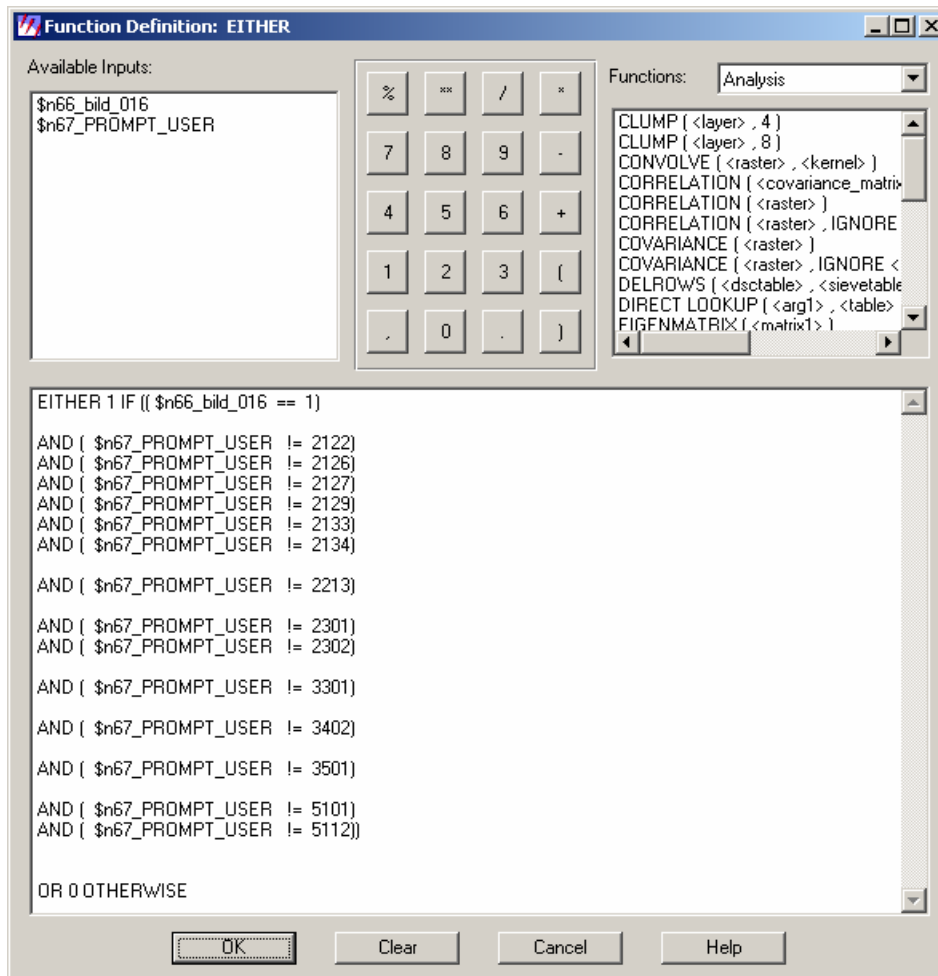 Function Definition: EITHER
Available Inputs:
$n66_bild_016
$n67_PROMPT_USER
% ** / *
7 8 9 -
4 5 6 +
1 2 3 (
, 0 . )
Functions: Analysis
CLUMP ( <layer> , 4 )
CLUMP ( <layer> , 8 )
CONVOLVE ( <raster> , <kernel> )
CORRELATION ( <covariance_matrix
CORRELATION ( <raster> )
CORRELATION ( <raster> , IGNORE
COVARIANCE ( <raster> )
COVARIANCE ( <raster> , IGNORE <
DELROWS ( <dsctable> , <sievetable
DIRECT LOOKUP ( <arg1> , <table>
EIGENMATRIX ( <matrix1> )
EITHER 1 IF (( $n66_bild_016 == 1)
AND ( $n67_PROMPT_USER != 2122)
AND ( $n67_PROMPT_USER != 2126)
AND ( $n67_PROMPT_USER != 2127)
AND ( $n67_PROMPT_USER != 2129)
AND ( $n67_PROMPT_USER != 2133)
AND ( $n67_PROMPT_USER != 2134)
AND ( $n67_PROMPT_USER != 2213)
AND ( $n67_PROMPT_USER != 2301)
AND ( $n67_PROMPT_USER != 2302)
AND ( $n67_PROMPT_USER != 3301)
AND ( $n67_PROMPT_USER != 3402)
AND ( $n67_PROMPT_USER != 3501)
AND ( $n67_PROMPT_USER != 5101)
AND ( $n67_PROMPT_USER != 5112))
OR 0 OTHERWISE
OK Clear Cancel Help